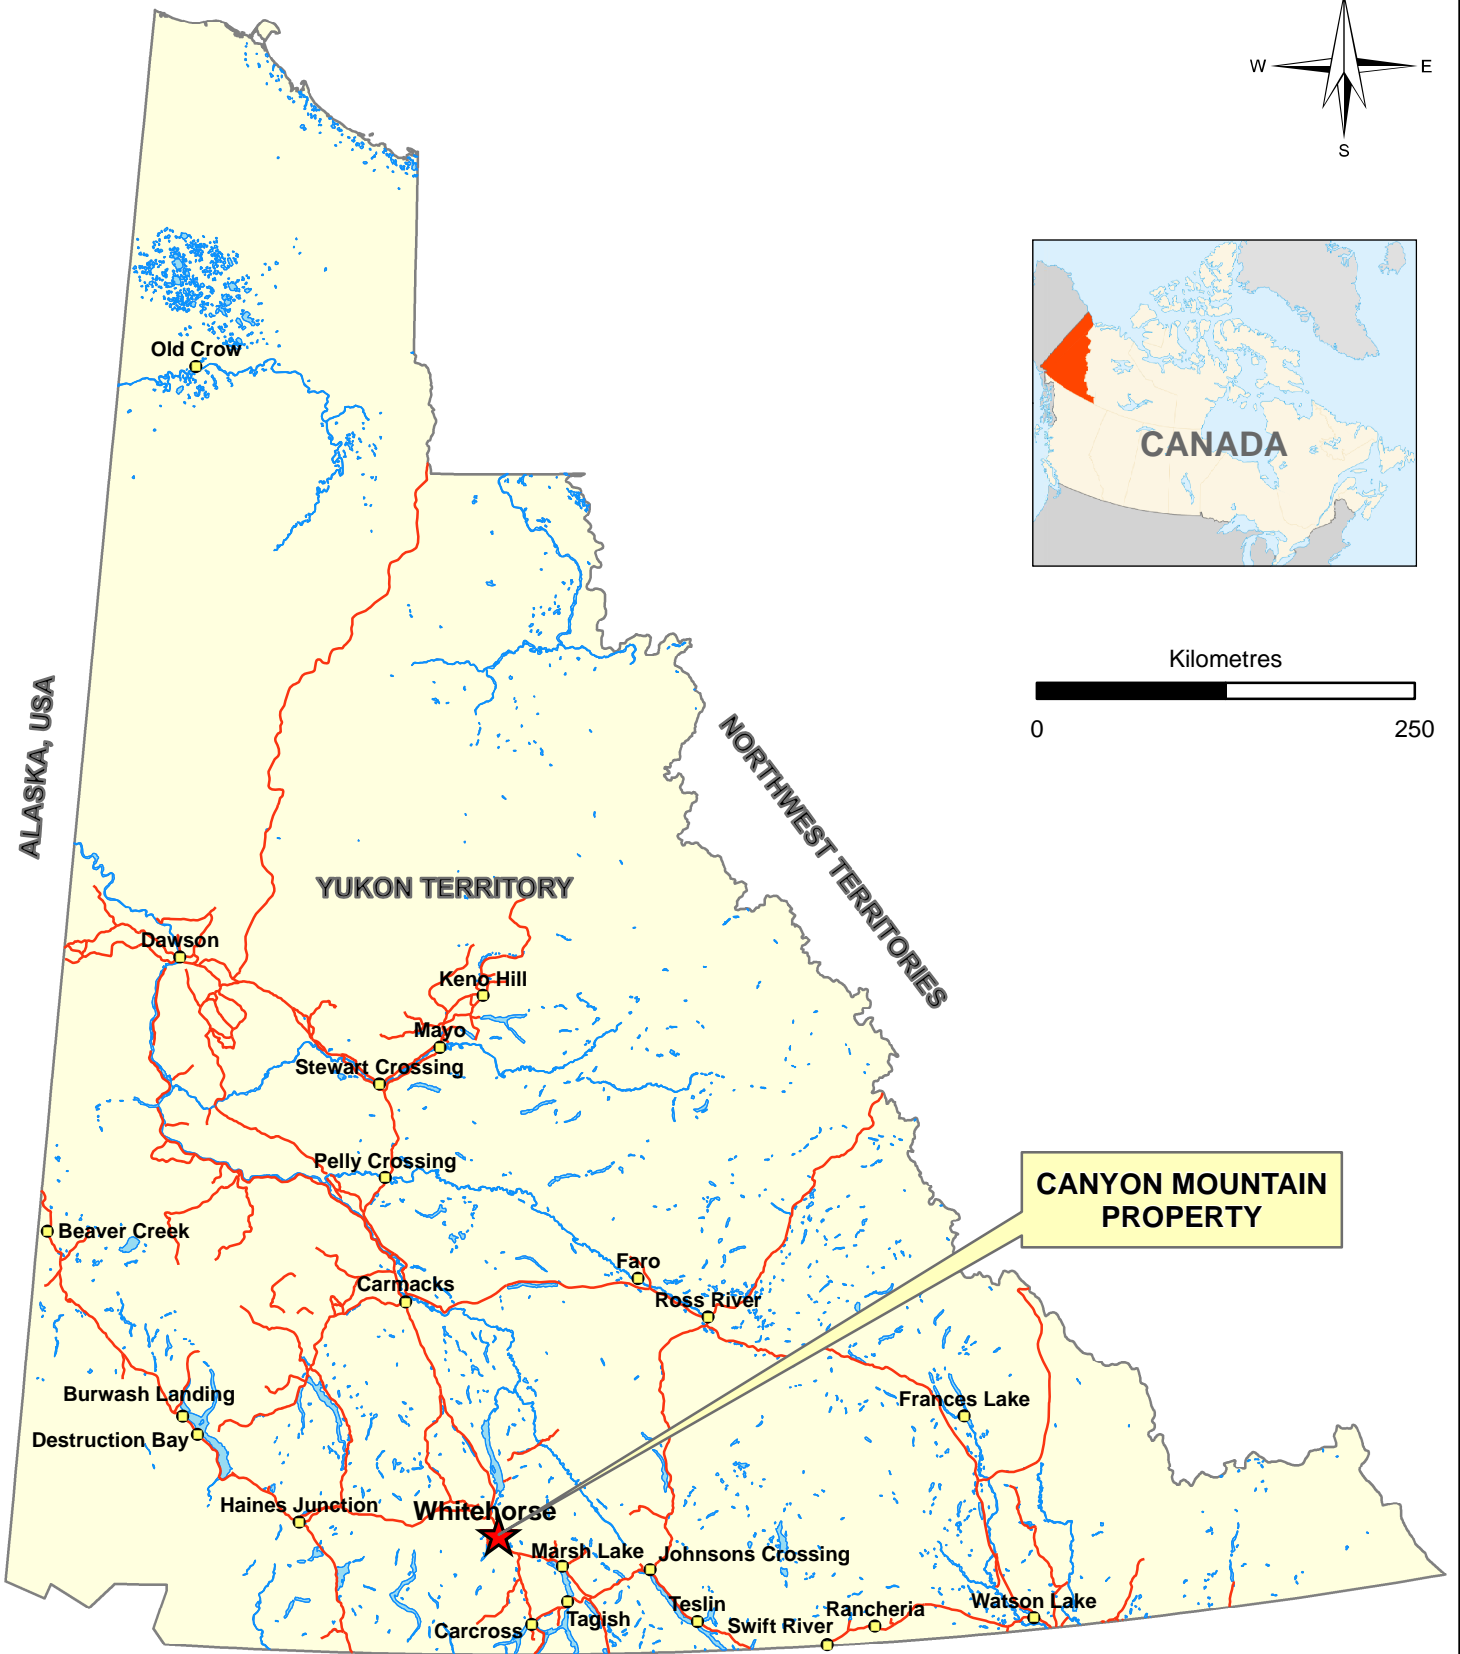 W E
S
Old Crow
CANADA
Kilometres
0 250
ALASKA, USA
NORTHWEST TERRITORIES
YUKON TERRITORY
Dawson
Keno Hill
Mayo
Stewart Crossing
Pelly Crossing
CANYON MOUNTAIN
PROPERTY
Beaver Creek
Faro
Carmacks
Ross River
Burwash Landing
Frances Lake
Destruction Bay
Haines Junction
Whitehorse
Marsh Lake
Johnsons Crossing
Teslin
Tagish
Carcross
Swift River
Rancheria
Watson Lake